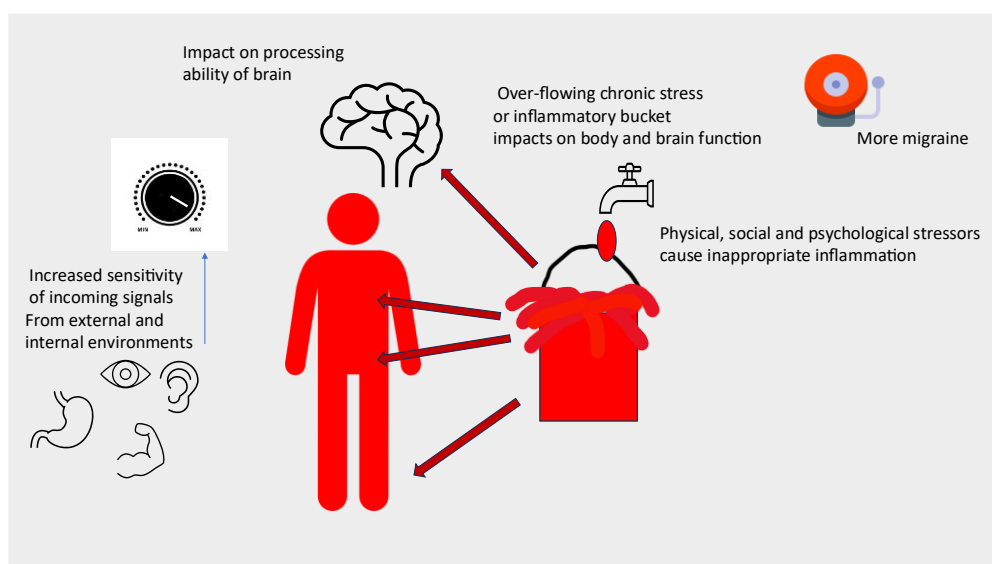 Impact on processing
ability of brain
Over-flowing chronic stress
or inflammatory bucket
impacts on body and brain function
More migraine
MIN
MAX
Physical, social and psychological stressors
cause inappropriate inflammation
Increased sensitivity
of incoming signals
From external and
internal environments